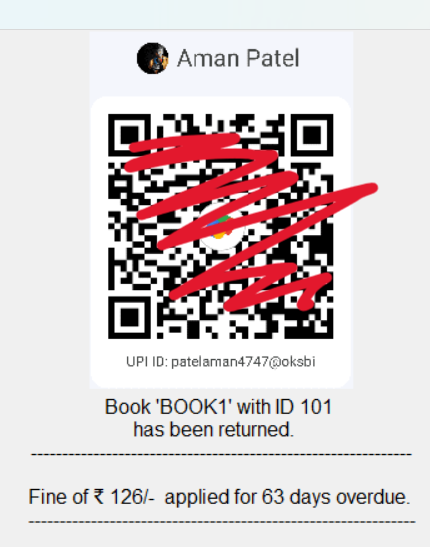 Aman Patel
UPI ID: patelaman4747@oksbi
Book 'BOOK1' with ID 101
has been returned.
------------------------------------------------------------
Fine of ₹ 126/-  applied for 63 days overdue.
------------------------------------------------------------